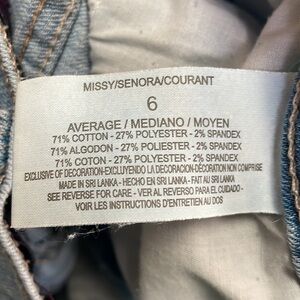 MISSY/SENORA/COURANT
6
AVERAGE / MEDIANO / MOYEN
71% COTTON - 27% POLYESTER - 2% SPANDEX
71% ALGODON - 27% POLIESTER - 2% SPANDEX
71% COTON - 27% POLYESTER - 2% SPANDEX
EXCLUSIVE OF DECORATION-EXCLUYENDO LA DECORACION-DÉCORATION NON COMPRISE
MADE IN SRI LANKA - HECHO EN SRI LANKA - FAIT AU SRI LANKA
SEE REVERSE FOR CARE - VER AL REVERSO PARA EL CUIDADO -
VOIR LES INSTRUCTIONS D'ENTRETIEN AU DOS